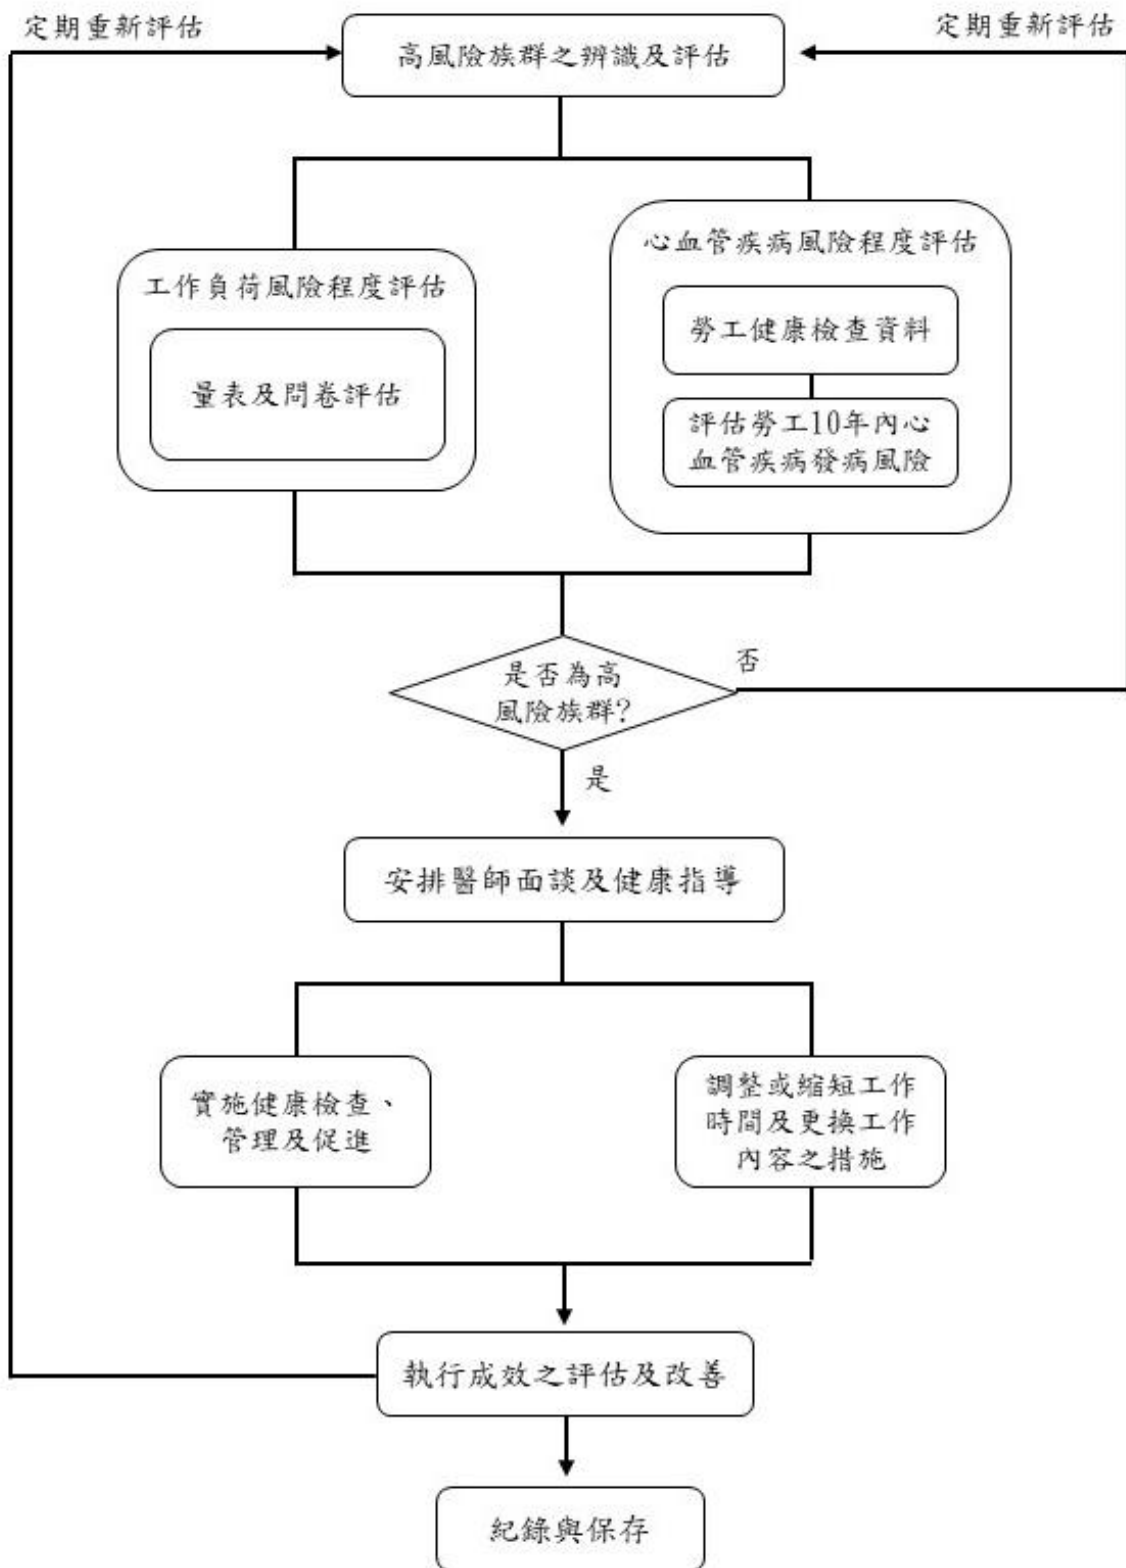 定期重新評估
定期重新評估
高風險族群之辨識及評估
工作負荷風險程度評估
量表及問卷評估
心血管疾病風險程度評估
勞工健康檢查資料
評估勞工10年內心
血管疾病發病風險
是否為高
風險族群?
否
是
安排醫師面談及健康指導
實施健康檢查、
管理及促進
調整或縮短工作
時間及更換工作
內容之措施
執行成效之評估及改善
紀錄與保存